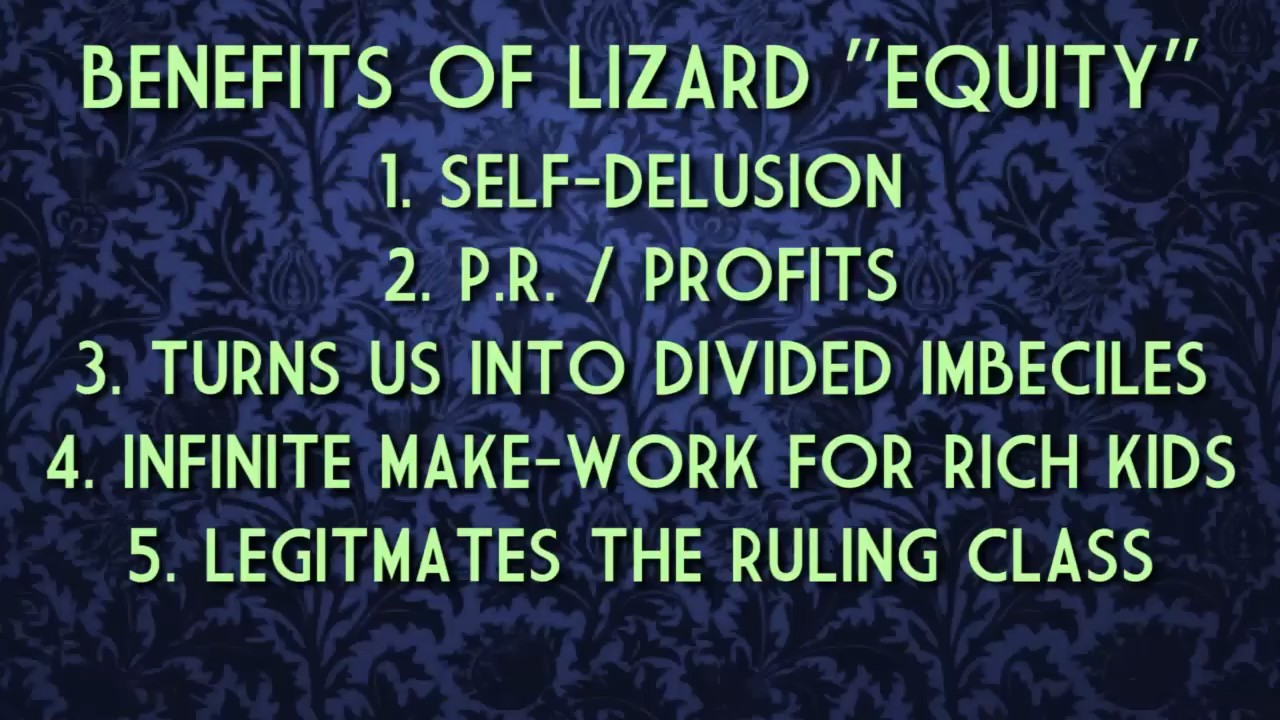 BENEFITS OF LIZARD "EQUITY"
1. SELF-DELUSION
2. P.R. / PROFITS
3. TURNS US INTO DIVIDED IMBECILES
4. INFINITE MAKE-WORK FOR RICH KIDS
5. LEGITMATES THE RULING CLASS